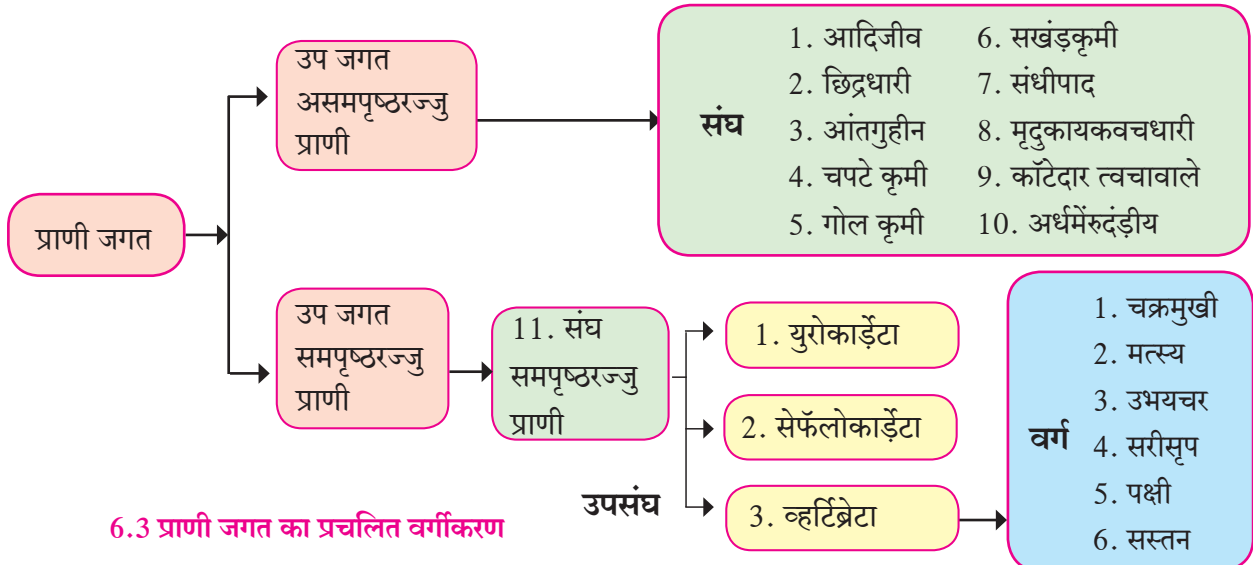 प्राणी जगत
उप जगत
असमपृष्ठरज्जु
प्राणी
संघ
1. आदिजीव
2. छिद्रधारी
3. आंतगुहीन
4. चपटे कृमी
5. गोल कृमी
6. सखंड़कृमी
7. संधीपाद
8. मृदुकायकवचधारी
9. काॅंटेदार त्वचावाले
10. अर्धमेंरुदंड़ीय
उप जगत
समपृष्ठरज्जु
प्राणी
11. संघ
समपृष्ठरज्जु
प्राणी
उपसंघ
1. युरोकार्ड़ेटा
2. सेफॅलोकार्ड़ेटा
3. व्हर्टिब्रेटा
वर्ग
1. चक्रमुखी
2. मत्स्य
3. उभयचर
4. सरीसृप
5. पक्षी
6. सस्तन
6.3 प्राणी जगत का प्रचलित वर्गीकरण